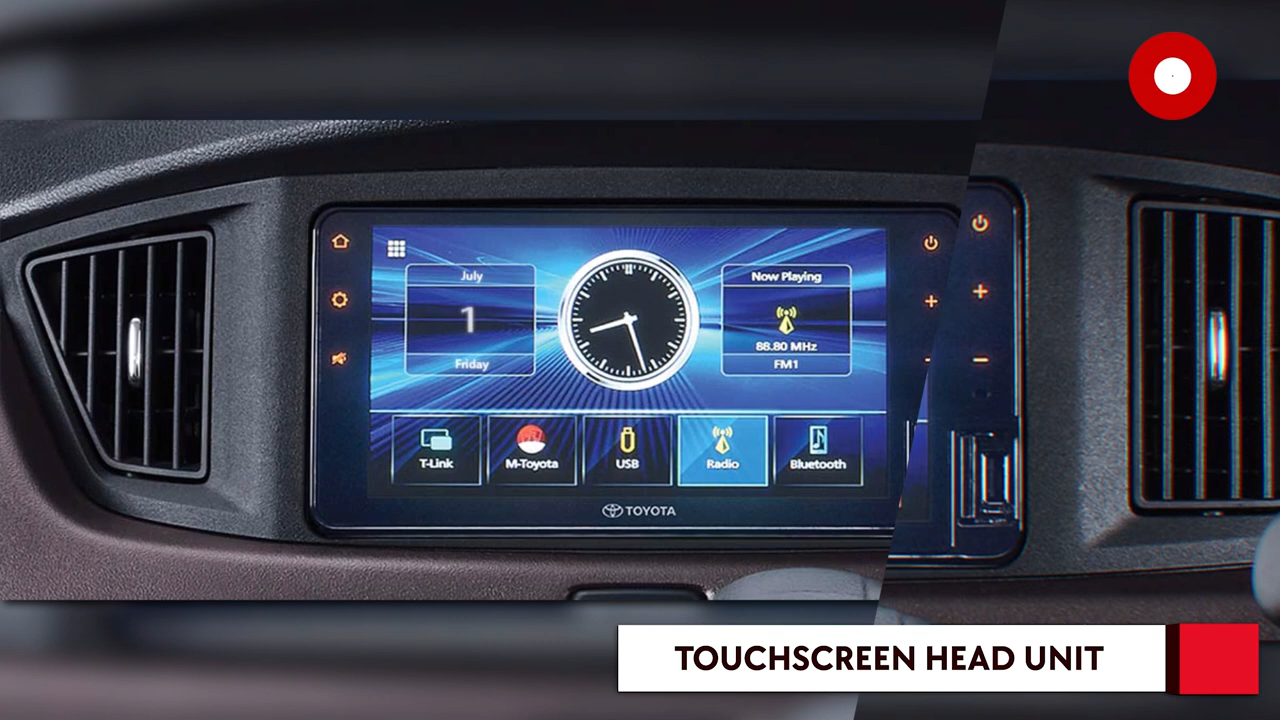 July
1
Friday
Now Playing
88.80 MHz
FM1
T-Link
M-Toyota
USB
Radio
Bluetooth
TOYOTA
TOUCHSCREEN HEAD UNIT